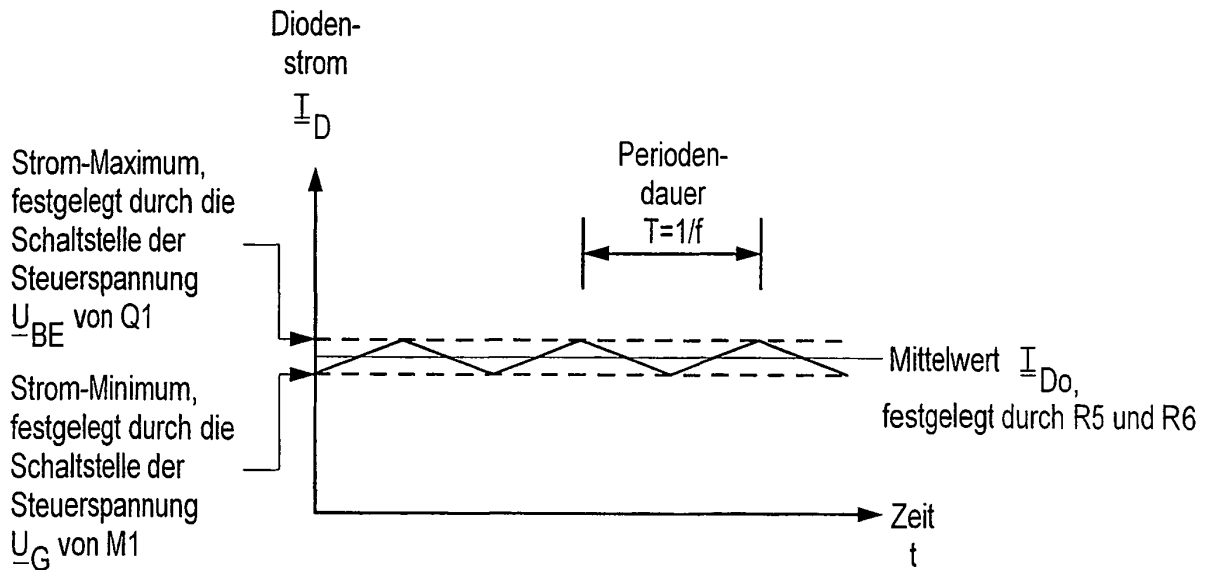 Dioden-
strom
I_D
Strom-Maximum,
festgelegt durch die
Schaltstelle der
Steuerspannung
U_BE von Q1
Perioden-
dauer
T=1/f
Strom-Minimum,
festgelegt durch die
Schaltstelle der
Steuerspannung
U_G von M1
Mittelwert I_Do,
festgelegt durch R5 und R6
Zeit
t